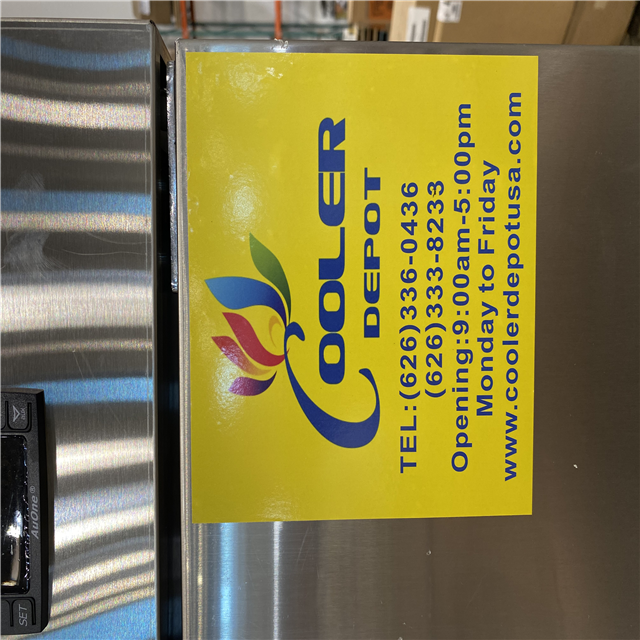 COOLER
DEPOT
TEL:(626)336-0436
(626)333-8233
Opening:9:00am-5:00pm
Monday to Friday
www.coolerdepotusa.com
AiiOne®
SET